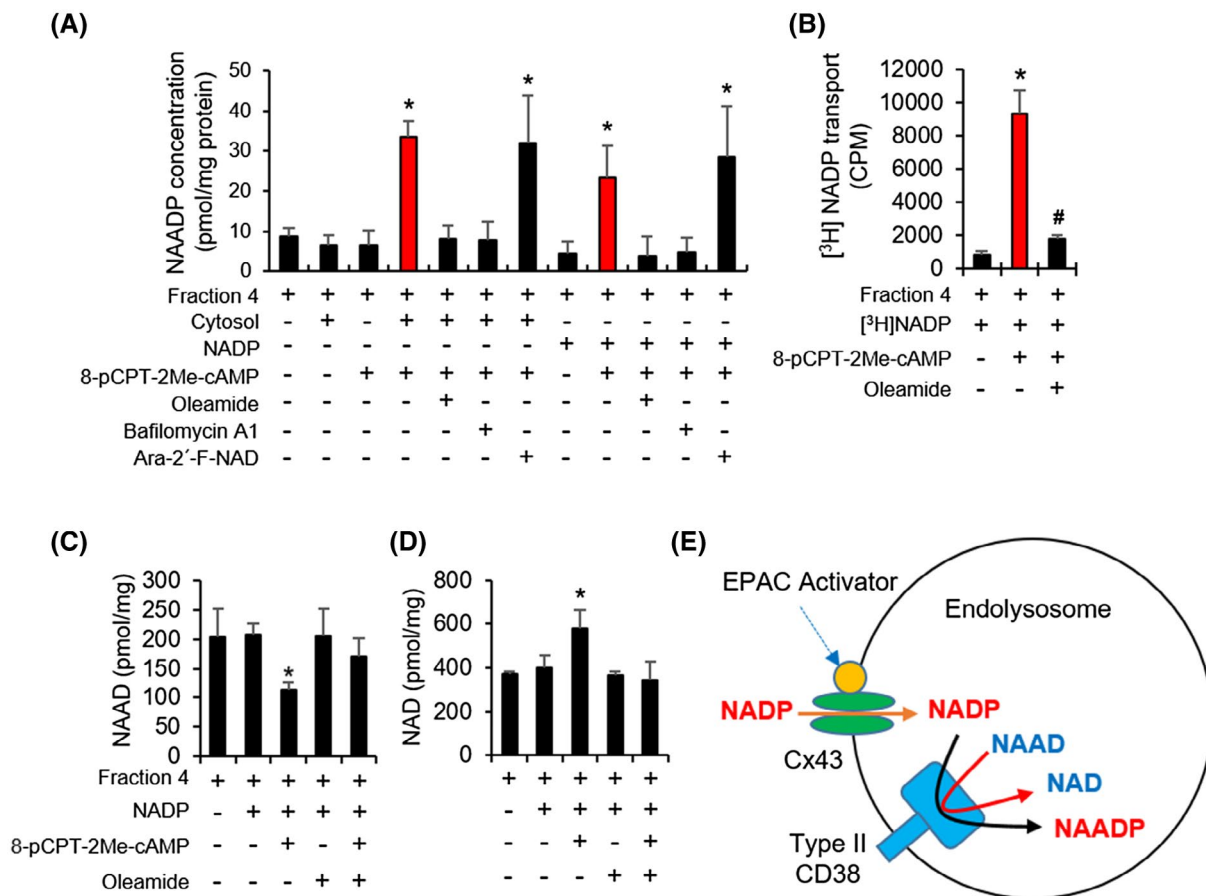 (A)
NAADP concentration
(pmol/mg protein)
50
40
30
20
10
0
*
*
*
*
Fraction 4 + + + + + + + + + + + +
Cytosol - + - + + + + - - - - -
NADP - - - - - - - + + + + +
8-pCPT-2Me-cAMP - - + + + + + - + + + +
Oleamide - - - - + - - - - + - -
Bafilomycin A1 - - - - - + - - - - + -
Ara-2´-F-NAD - - - - - - + - - - - +
(B)
[³H] NADP transport
(CPM)
12000
10000
8000
6000
4000
2000
0
*
#
Fraction 4 + + +
[³H]NADP + + +
8-pCPT-2Me-cAMP - + +
Oleamide - - +
(C)
NAAD (pmol/mg)
300
250
200
150
100
50
0
*
Fraction 4 + + + + +
NADP - + + + +
8-pCPT-2Me-cAMP - - + - +
Oleamide - - - + +
(D)
NAD (pmol/mg)
800
600
400
200
0
*
+ + + + +
- + + + +
- - + - +
- - - + +
(E)
EPAC Activator
Endolysosome
NADP
NADP
Cx43
NAAD
NAD
NAADP
Type II
CD38